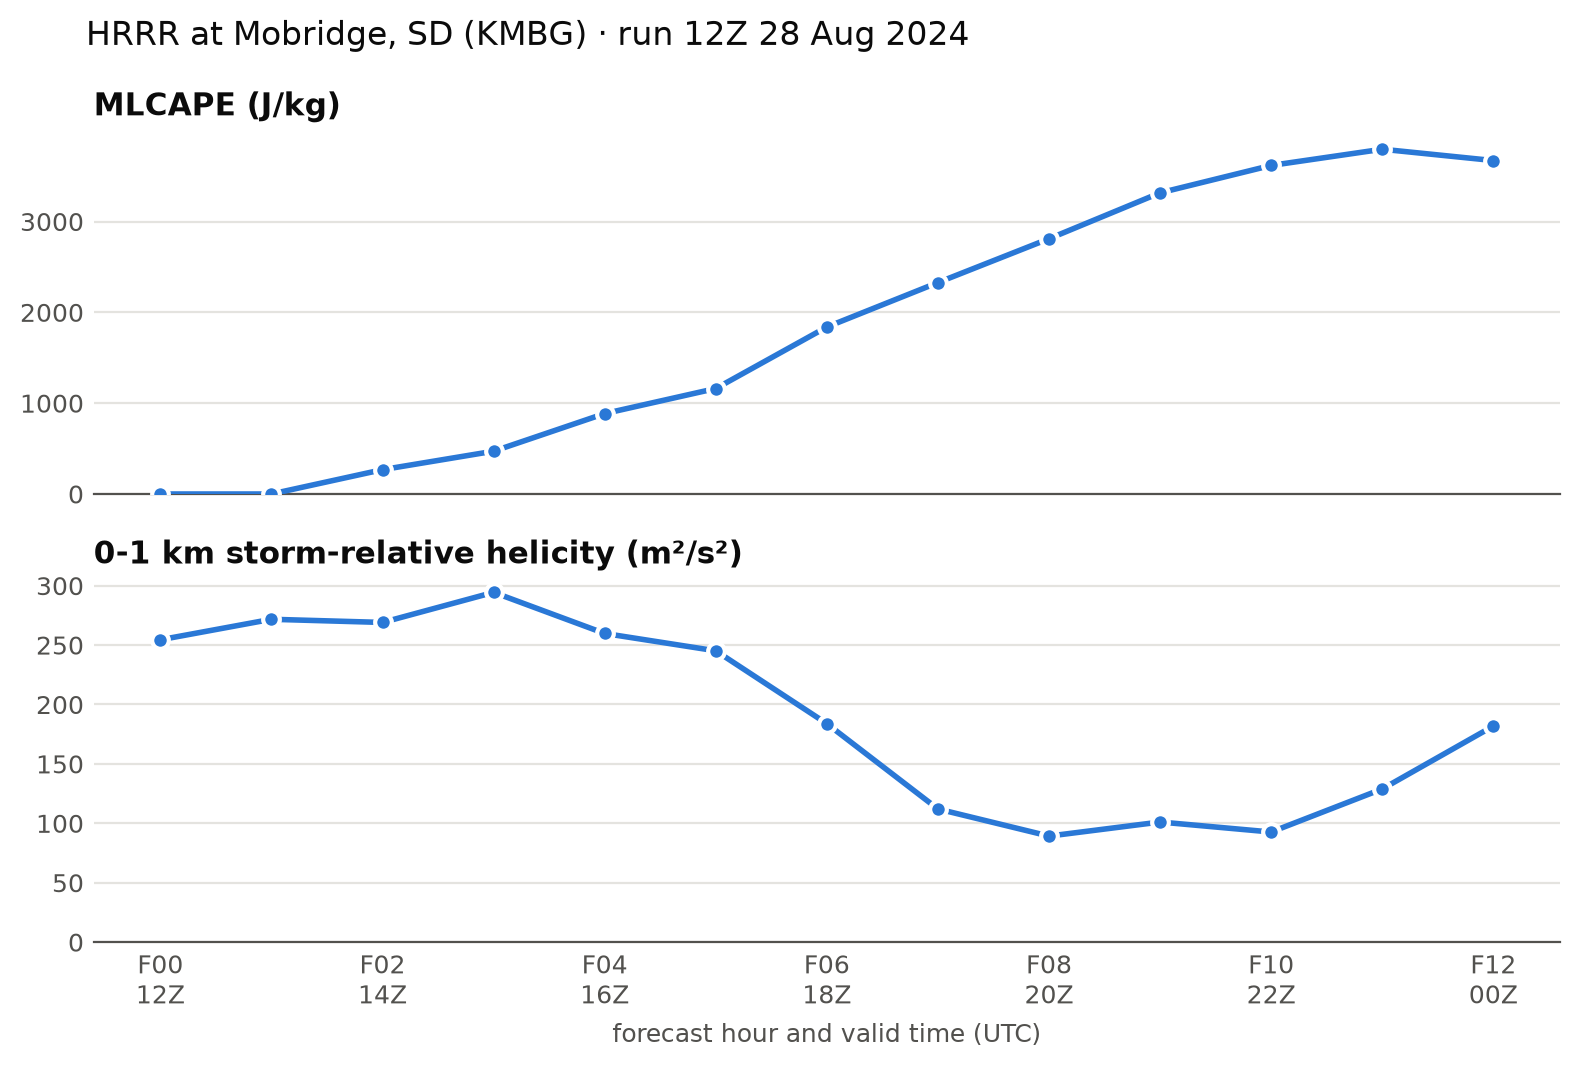 HRRR at Mobridge, SD (KMBG) · run 12Z 28 Aug 2024
MLCAPE (J/kg)
3000
2000
1000
0
0-1 km storm-relative helicity (m²/s²)
300
250
200
150
100
50
0
F00 F02 F04 F06 F08 F10 F12
12Z 14Z 16Z 18Z 20Z 22Z 00Z
forecast hour and valid time (UTC)